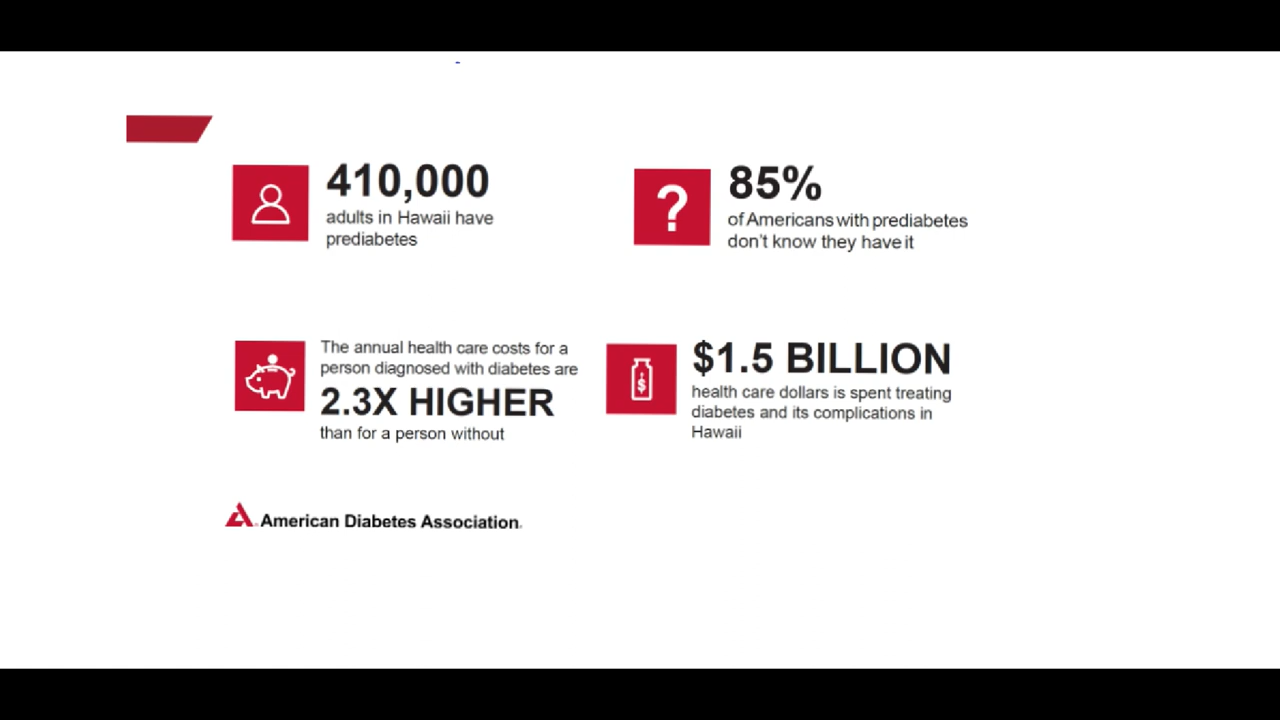 410,000
adults in Hawaii have
prediabetes
?
85%
of Americans with prediabetes
don't know they have it
The annual health care costs for a
person diagnosed with diabetes are
2.3X HIGHER
than for a person without
$
$1.5 BILLION
health care dollars is spent treating
diabetes and its complications in
Hawaii
American Diabetes Association.